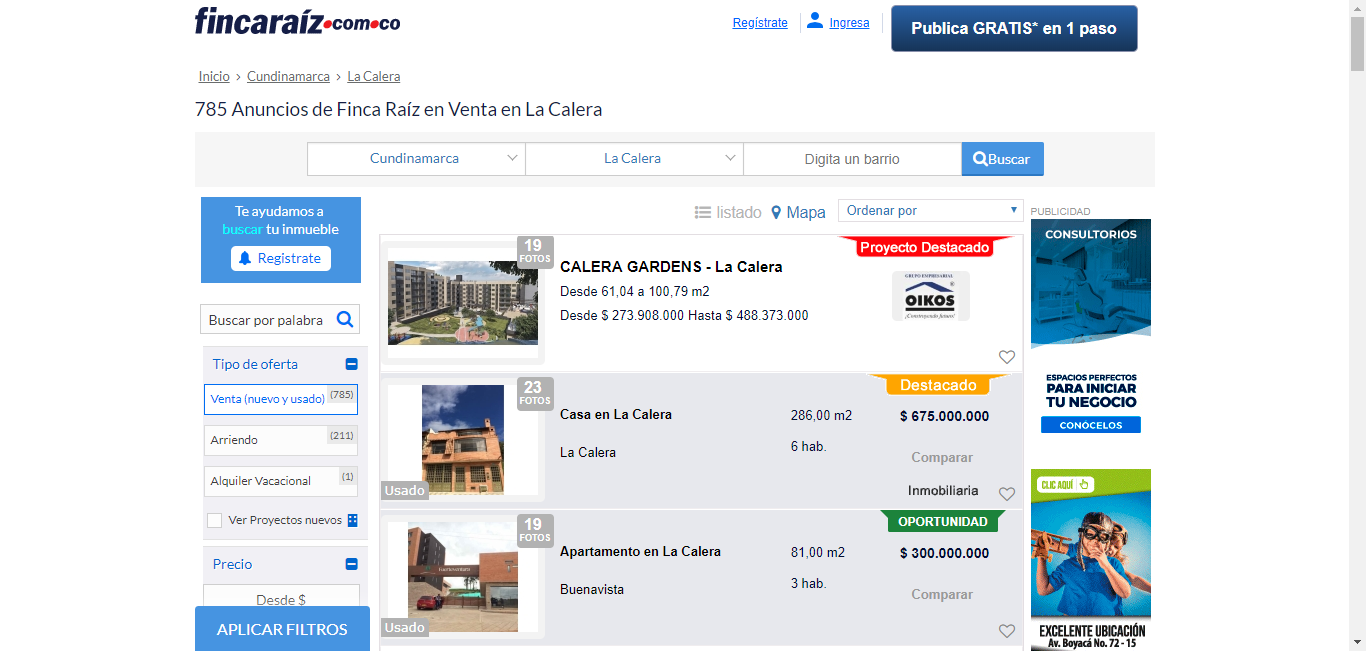 fincaraíz.com.co
Regístrate
Ingresa
Publica GRATIS* en 1 paso
Inicio > Cundinamarca > La Calera
785 Anuncios de Finca Raíz en Venta en La Calera
Cundinamarca
La Calera
Digita un barrio
Buscar
Te ayudamos a
buscar tu inmueble
Registrate
Buscar por palabra
Tipo de oferta
Venta (nuevo y usado) (785)
Arriendo (211)
Alquiler Vacacional (1)
Ver Proyectos nuevos
Precio
Desde $
APLICAR FILTROS
listado
Mapa
Ordenar por
19
FOTOS
CALERA GARDENS - La Calera
Desde 61,04 a 100,79 m2
Desde $ 273.908.000 Hasta $ 488.373.000
Proyecto Destacado
GRUPO EMPRESARIAL
OIKOS
¡Construyendo futuro!
23
FOTOS
Usado
Casa en La Calera
La Calera
286,00 m2
6 hab.
Destacado
$ 675.000.000
Comparar
Inmobiliaria
19
FOTOS
Usado
Apartamento en La Calera
Buenavista
81,00 m2
3 hab.
OPORTUNIDAD
$ 300.000.000
Comparar
PUBLICIDAD
CONSULTORIOS
ESPACIOS PERFECTOS
PARA INICIAR
TU NEGOCIO
CONÓCELOS
CLIC AQUÍ
EXCELENTE UBICACIÓN
Av. Boyacá No. 72 - 15